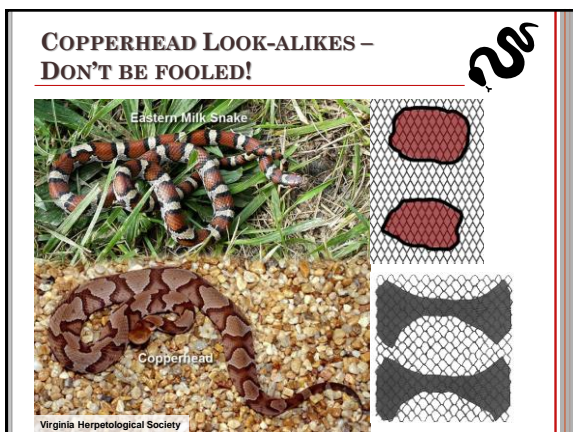 COPPERHEAD LOOK-ALIKES –
DON'T BE FOOLED!
Eastern Milk Snake
Copperhead
Virginia Herpetological Society